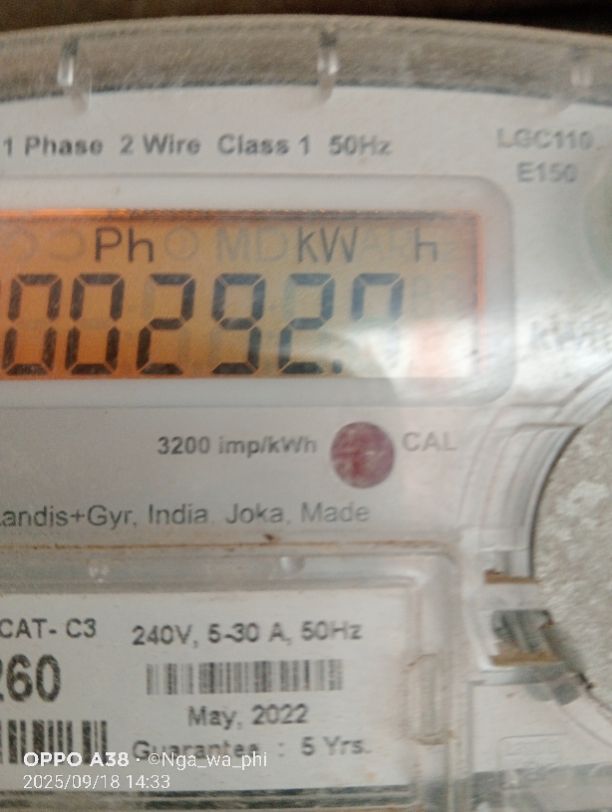 1 Phase 2 Wire Class 1 50Hz
LGC110
E150
Ph MD kW h
00292.
3200 imp/kWh CAL
Landis+Gyr, India, Joka, Made
CAT- C3
260
240V, 5-30 A, 50Hz
May, 2022
Guarantee : 5 Yrs.
OPPO A38 · ©Nga_wa_phi
2025/09/18 14:33